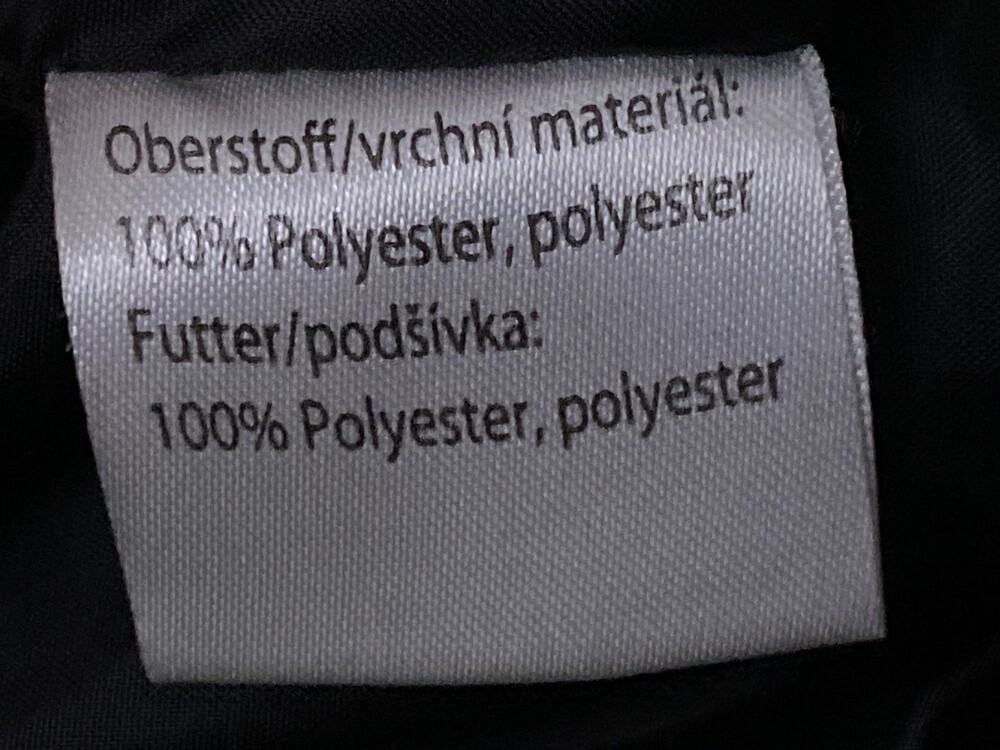 Oberstoff/vrchní materiál:
100% Polyester, polyester
Futter/podšívka:
100% Polyester, polyester